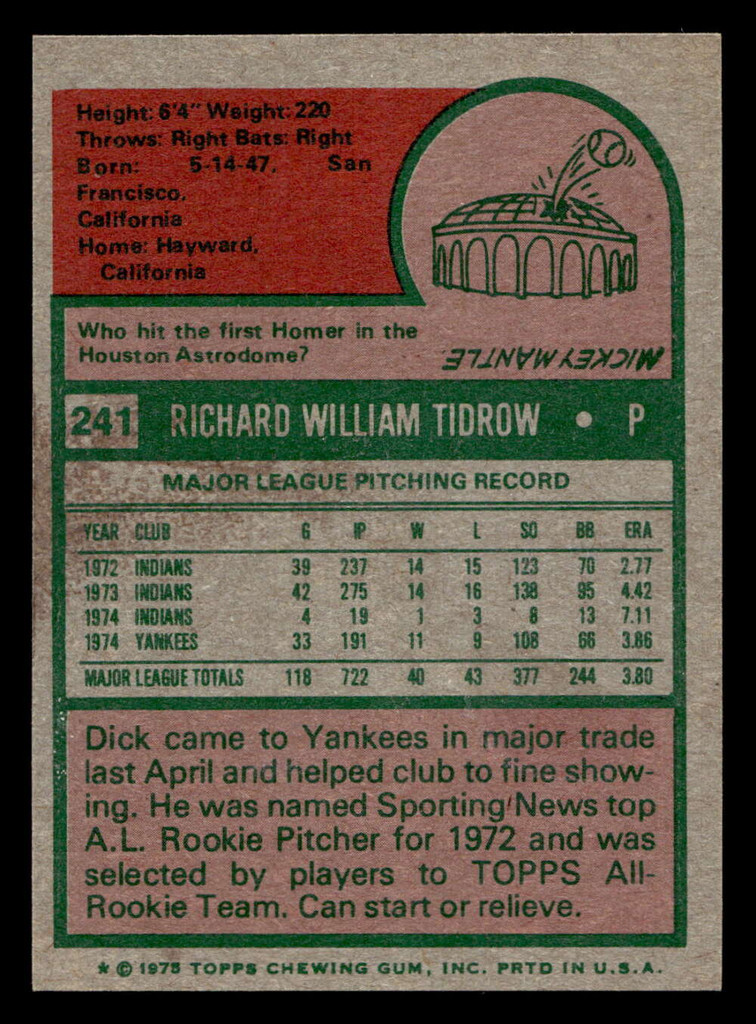 Height: 6'4" Weight: 220
Throws: Right Bats: Right
Born: 5-14-47, San
Francisco,
California
Home: Hayward,
California
Who hit the first Homer in the
Houston Astrodome?
MICKEY MANTLE.
241 RICHARD WILLIAM TIDROW • P
MAJOR LEAGUE PITCHING RECORD
YEAR CLUB G IP W L SO BB ERA
1972 INDIANS 39 237 14 15 123 70 2.77
1973 INDIANS 42 275 14 16 138 95 4.42
1974 INDIANS 4 19 1 3 8 13 7.11
1974 YANKEES 33 191 11 9 108 66 3.86
MAJOR LEAGUE TOTALS 118 722 40 43 377 244 3.80
Dick came to Yankees in major trade
last April and helped club to fine show-
ing. He was named Sporting News top
A.L. Rookie Pitcher for 1972 and was
selected by players to TOPPS All-
Rookie Team. Can start or relieve.
* © 1975 TOPPS CHEWING GUM, INC. PRTD IN U.S.A.